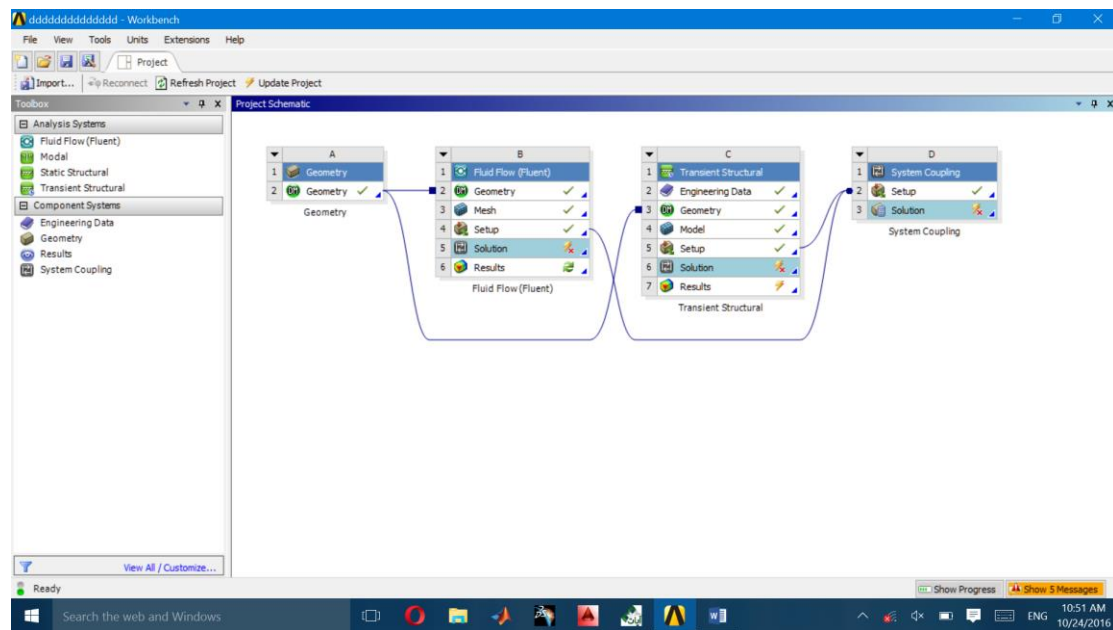 ddddddddddddddd - Workbench
File View Tools Units Extensions Help
Project
Import... Reconnect Refresh Project Update Project
Toolbox
Project Schematic
Analysis Systems
Fluid Flow (Fluent)
Modal
Static Structural
Transient Structural
Component Systems
Engineering Data
Geometry
Results
System Coupling
View All / Customize...
A
1 Geometry
2 Geometry
Geometry
B
1 Fluid Flow (Fluent)
2 Geometry
3 Mesh
4 Setup
5 Solution
6 Results
Fluid Flow (Fluent)
C
1 Transient Structural
2 Engineering Data
3 Geometry
4 Model
5 Setup
6 Solution
7 Results
Transient Structural
D
1 System Coupling
2 Setup
3 Solution
System Coupling
Ready
Show Progress Show 5 Messages
Search the web and Windows
ENG
10:51 AM
10/24/2016